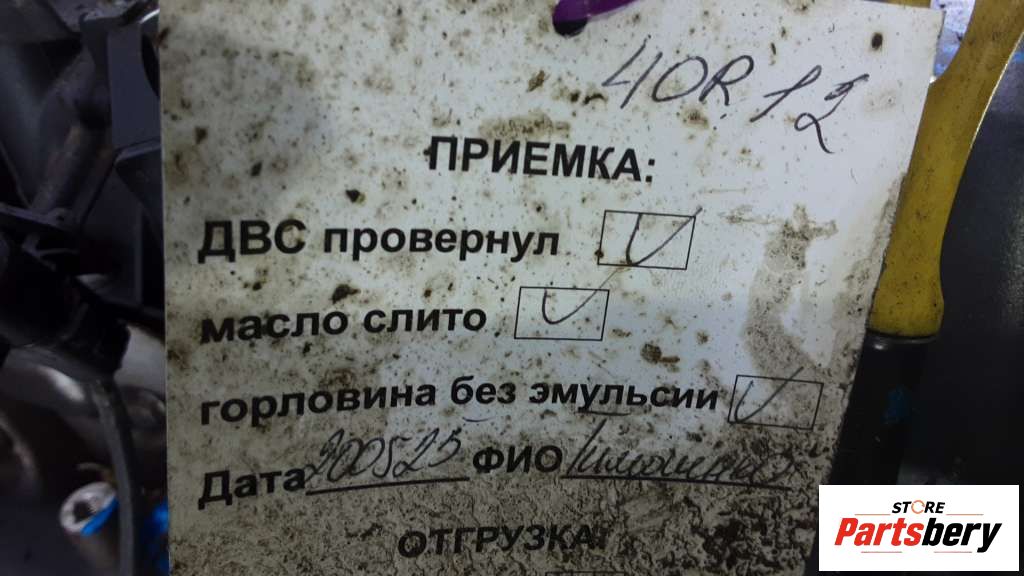 40R 12
ПРИЕМКА:
ДВС провернул
масло слито
горловина без эмульсии
Дата 200525 ФИО
ОТГРУЗКА:
STORE
Partsbery